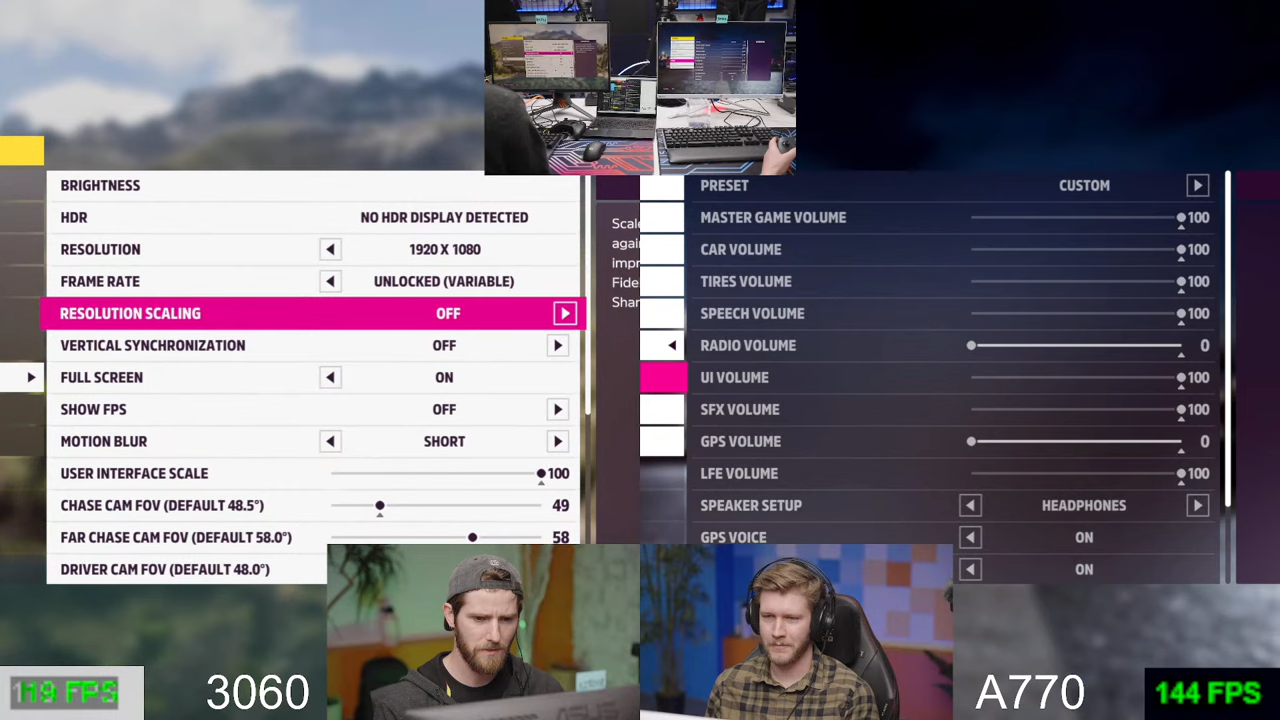 BRIGHTNESS
HDR NO HDR DISPLAY DETECTED
RESOLUTION 1920 X 1080
FRAME RATE UNLOCKED (VARIABLE)
RESOLUTION SCALING OFF
VERTICAL SYNCHRONIZATION OFF
FULL SCREEN ON
SHOW FPS OFF
MOTION BLUR SHORT
USER INTERFACE SCALE 100
CHASE CAM FOV (DEFAULT 48.5°) 49
FAR CHASE CAM FOV (DEFAULT 58.0°) 58
DRIVER CAM FOV (DEFAULT 48.0°)
PRESET CUSTOM
MASTER GAME VOLUME 100
CAR VOLUME 100
TIRES VOLUME 100
SPEECH VOLUME 100
RADIO VOLUME 0
UI VOLUME 100
SFX VOLUME 100
GPS VOLUME 0
LFE VOLUME 100
SPEAKER SETUP HEADPHONES
GPS VOICE ON
ON
FPS 3060
A770 144 FPS
ASUS